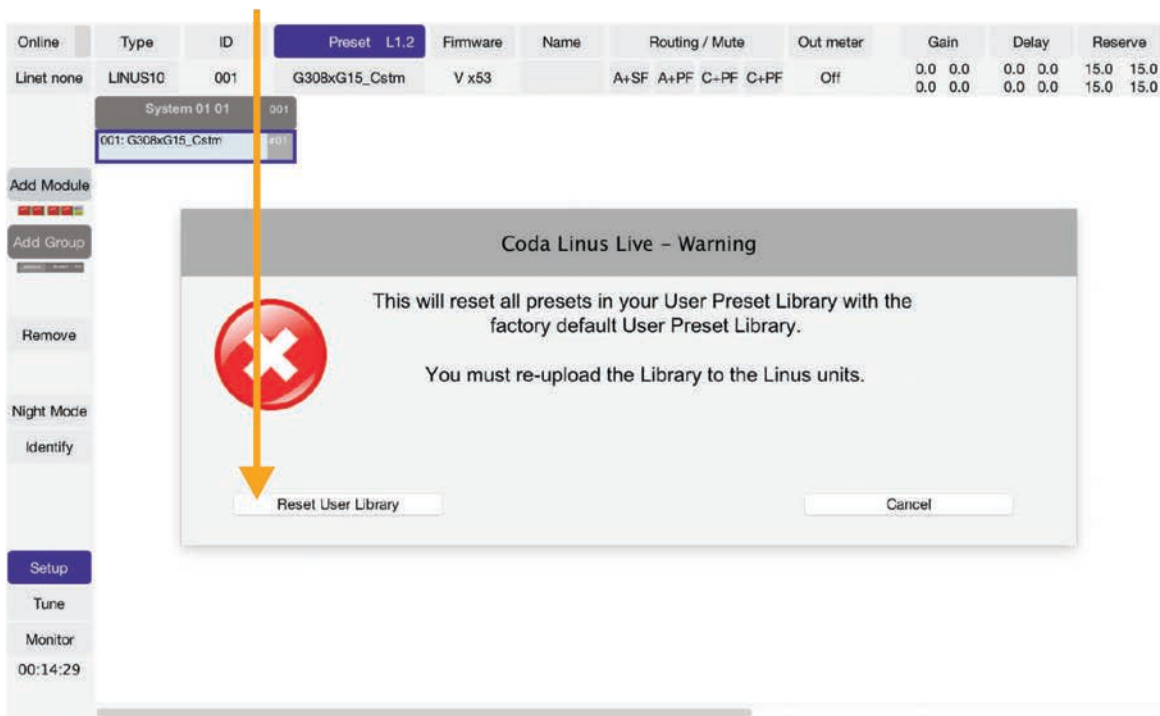 Online Type ID Preset L1.2 Firmware Name Routing / Mute Out meter Gain Delay Reserve
Linet none LINUS10 001 G308xG15_Cstm V x53 A+SF A+PF C+PF C+PF Off 0.0 0.0 0.0 0.0 15.0 15.0
0.0 0.0 0.0 0.0 15.0 15.0
System 01 01 001
001: G308xG15_Cstm #01
Add Module
Add Group
Remove
Night Mode
Identify
Setup
Tune
Monitor
00:14:29
Coda Linus Live – Warning
This will reset all presets in your User Preset Library with the
factory default User Preset Library.
You must re-upload the Library to the Linus units.
Reset User Library Cancel